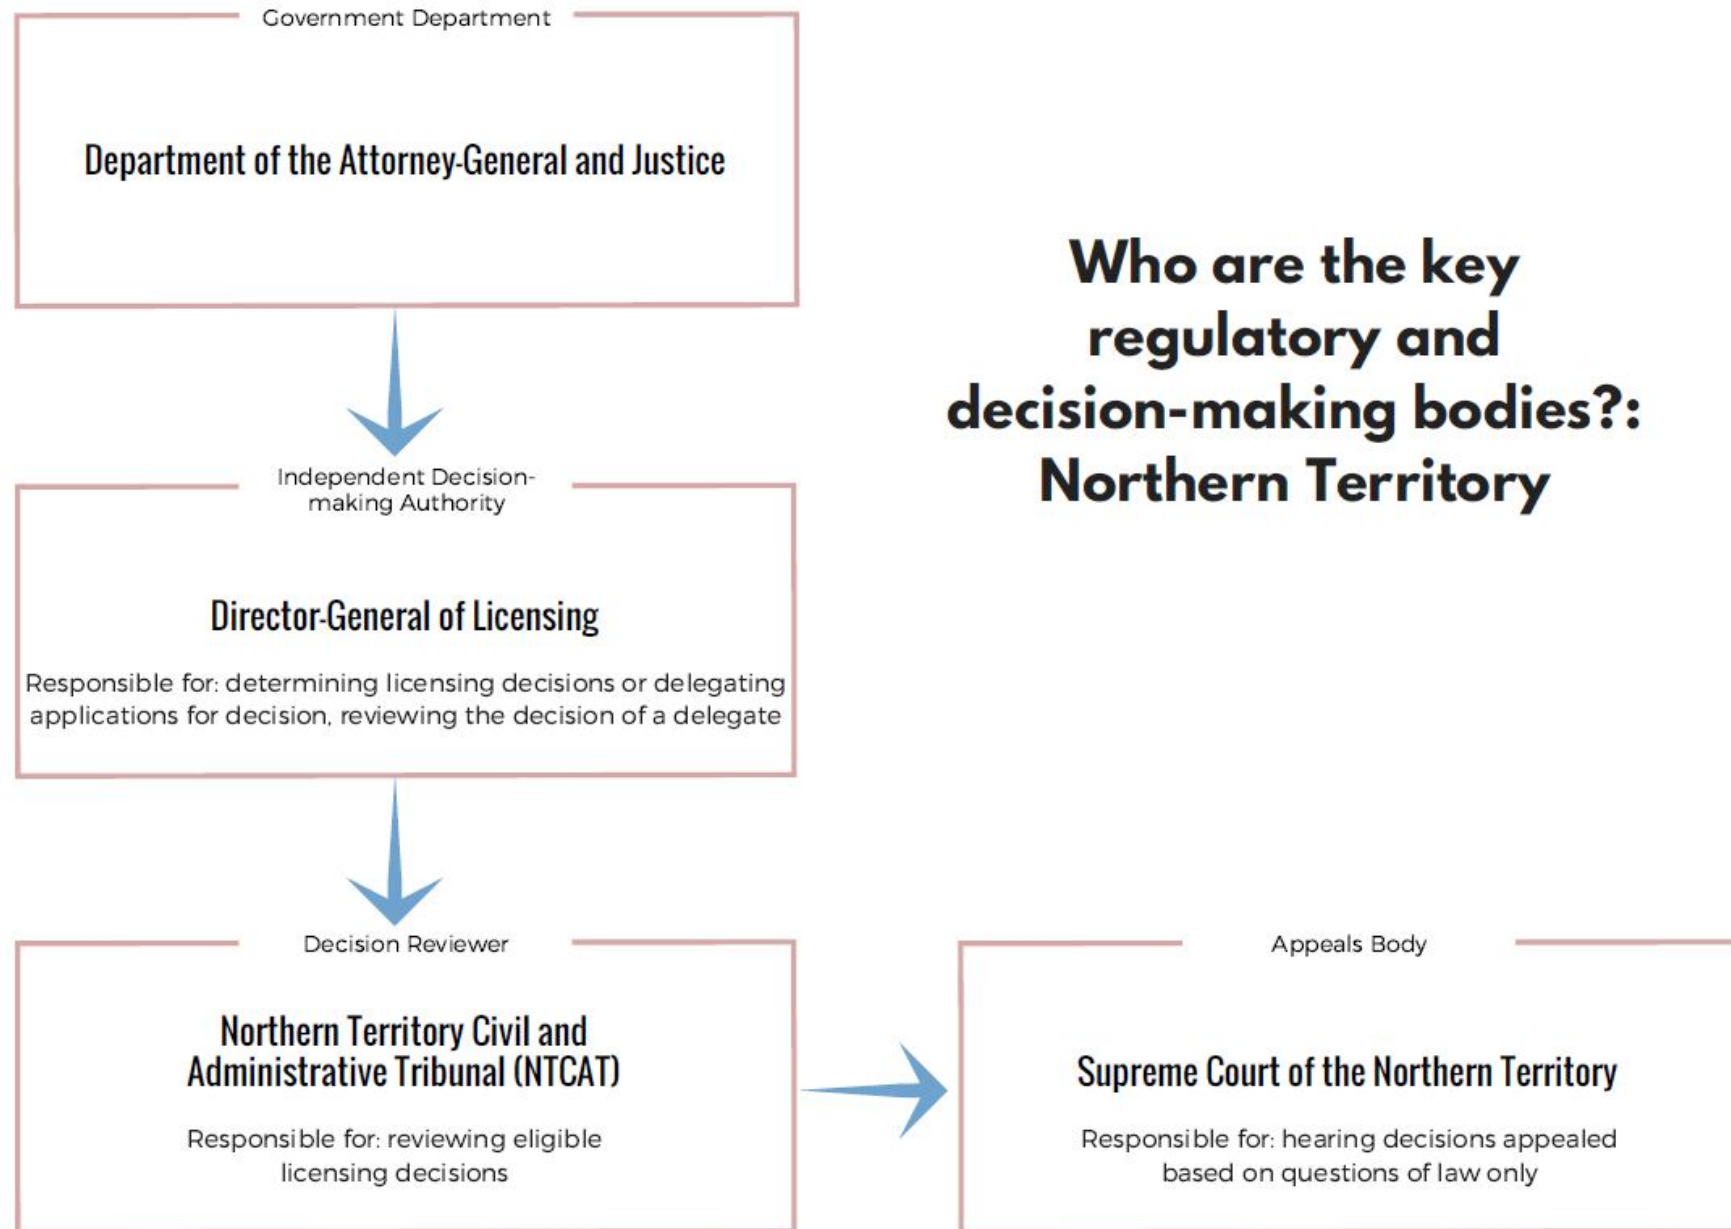 Government Department
Department of the Attorney-General and Justice
Who are the key
regulatory and
decision-making bodies?:
Northern Territory
Independent Decision-
making Authority
Director-General of Licensing
Responsible for: determining licensing decisions or delegating
applications for decision, reviewing the decision of a delegate
Decision Reviewer
Northern Territory Civil and
Administrative Tribunal (NTCAT)
Responsible for: reviewing eligible
licensing decisions
Appeals Body
Supreme Court of the Northern Territory
Responsible for: hearing decisions appealed
based on questions of law only